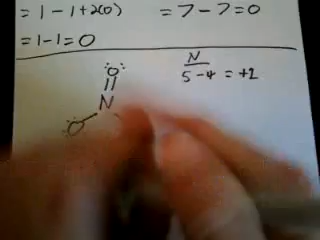 = 1 - 1 + 2(0)
= 7 - 7 = 0
= 1 - 1 = 0
N
5 - 4 = +2
:O:
N
O